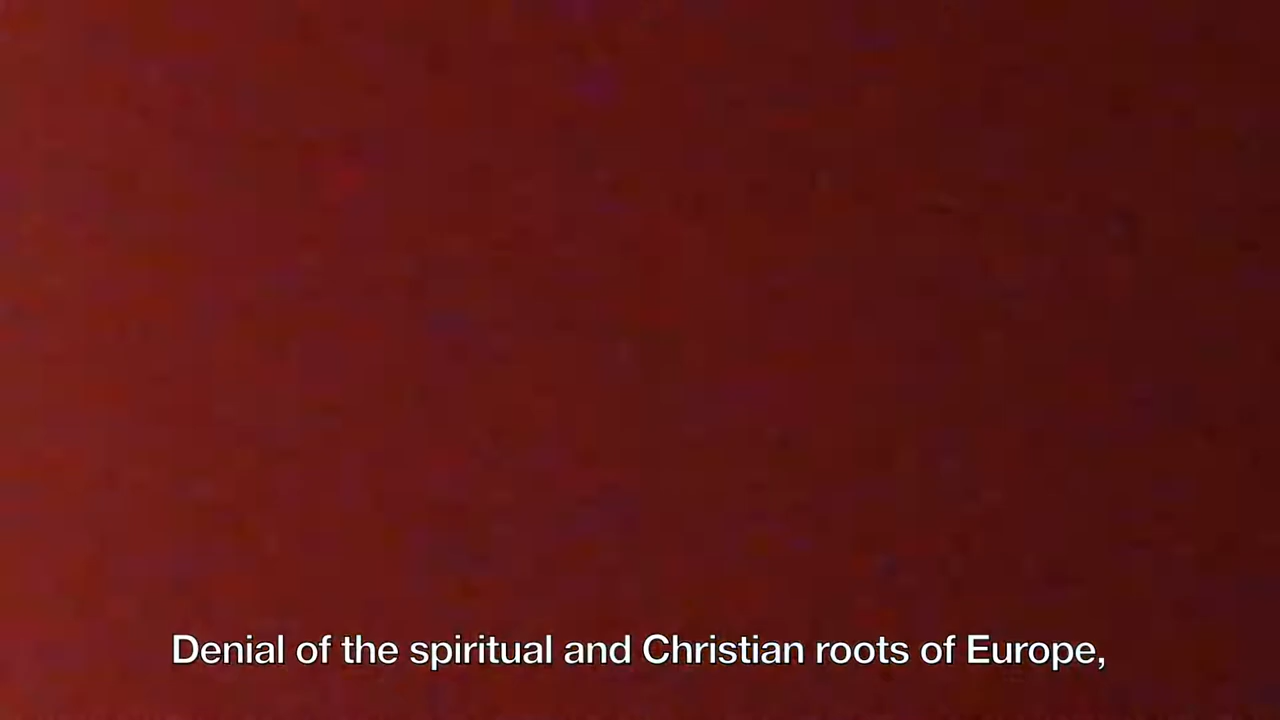 Denial of the spiritual and Christian roots of Europe,